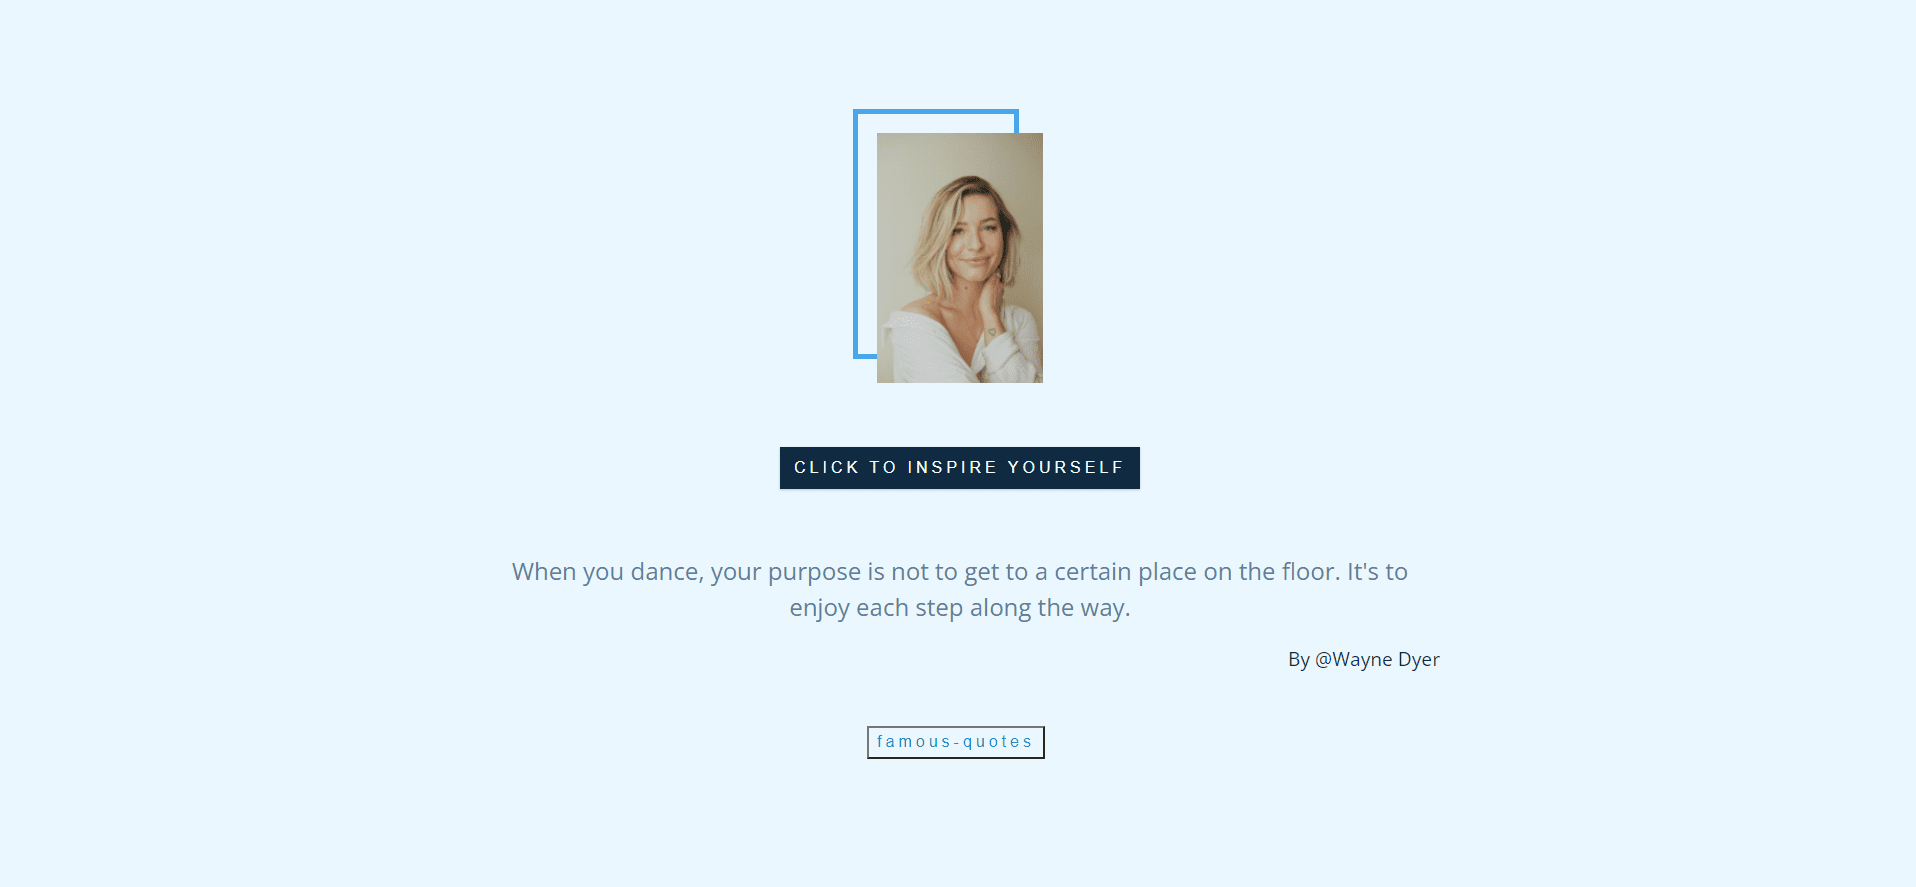 CLICK TO INSPIRE YOURSELF
When you dance, your purpose is not to get to a certain place on the floor. It's to
enjoy each step along the way.
By @Wayne Dyer
famous-quotes